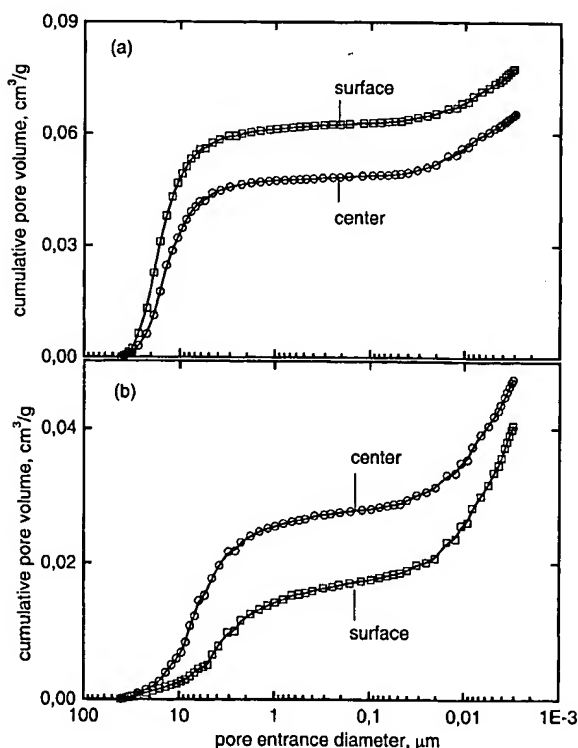 0,09
(a)
surface
0,06
center
0,03
0,00
cumulative pore volume, cm³/g
(b)
0,04
center
0,02
surface
0,00
cumulative pore volume, cm³/g
100 10 1 0,1 0,01 1E-3
pore entrance diameter, μm